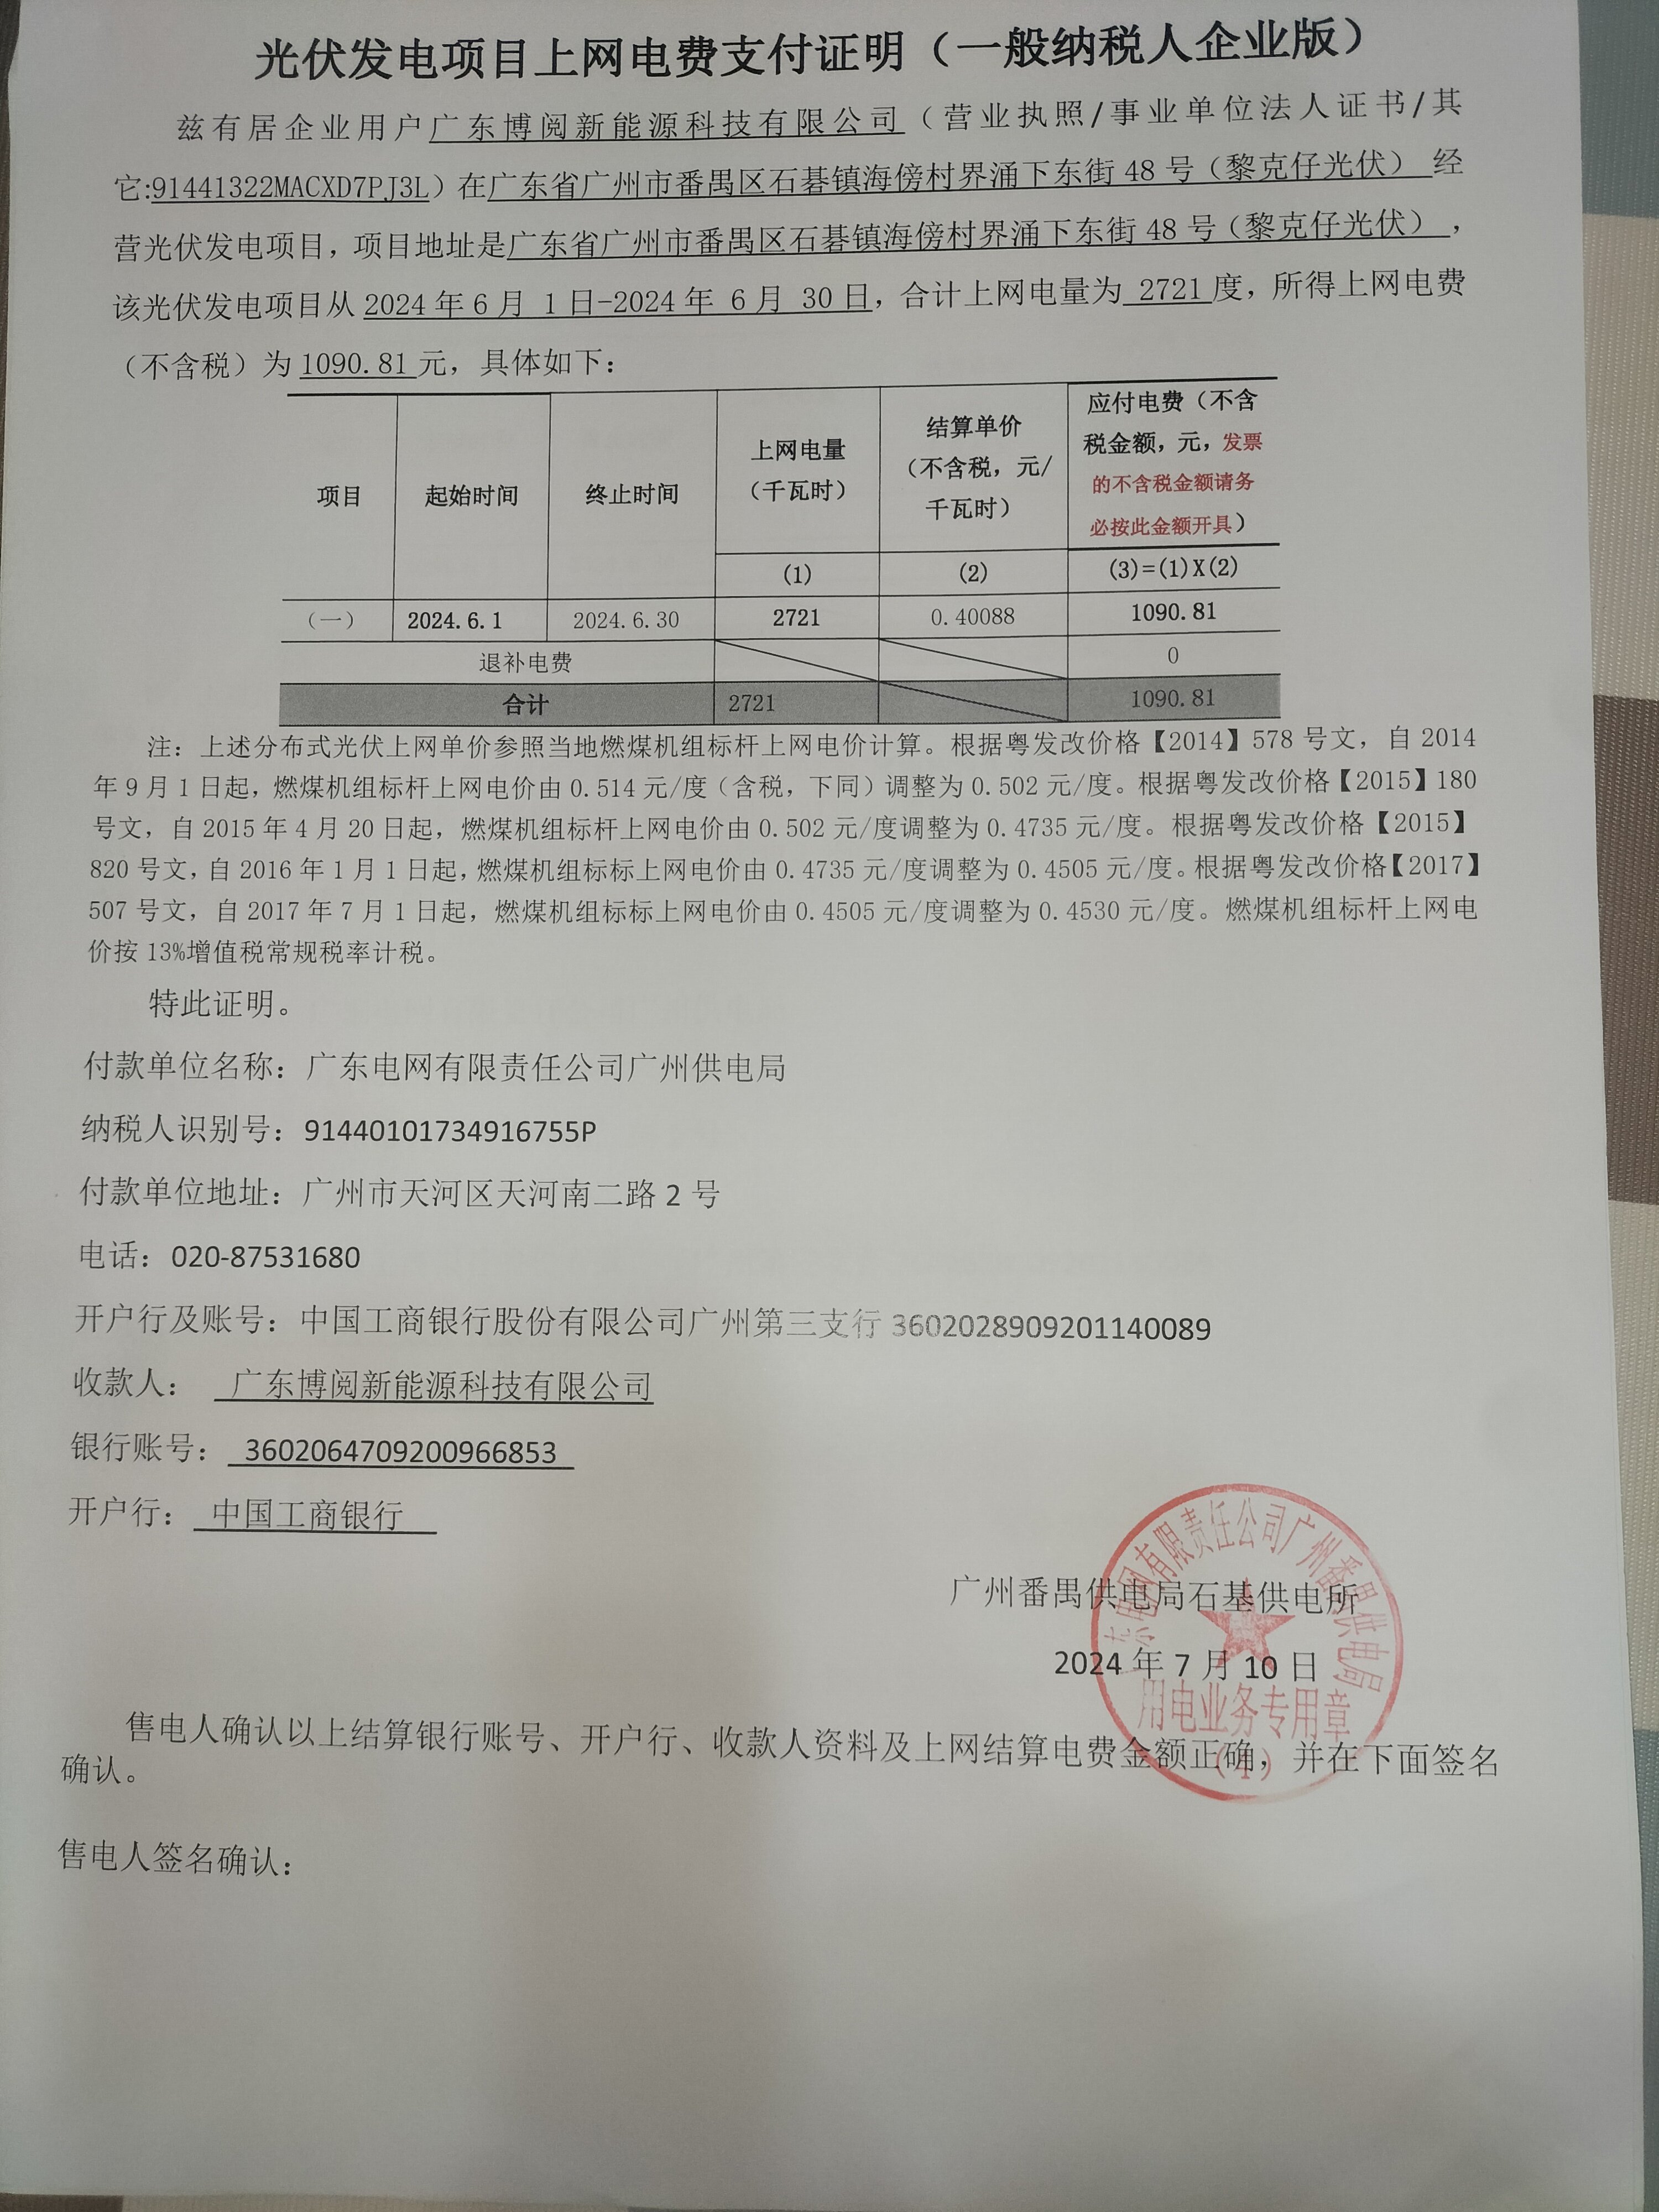 光伏发电项目上网电费支付证明（一般纳税人企业版）
兹有居企业用户广东博阅新能源科技有限公司（营业执照/事业单位法人证书/其
它:91441322MACXD7PJ3L）在广东省广州市番禺区石碁镇海傍村界涌下东街 48 号（黎克仔光伏） 经
营光伏发电项目，项目地址是广东省广州市番禺区石碁镇海傍村界涌下东街 48 号（黎克仔光伏） ，
该光伏发电项目从 2024 年 6 月 1 日-2024 年 6 月 30 日，合计上网电量为 2721 度，所得上网电费
（不含税）为 1090.81 元，具体如下：
项目
起始时间
终止时间
上网电量
（千瓦时）
结算单价
（不含税，元/
千瓦时）
应付电费（不含
税金额，元，发票
的不含税金额请务
必按此金额开具）
(1)
(2)
(3)=(1)X(2)
（一） 2024.6.1 2024.6.30 2721 0.40088 1090.81
退补电费 0
合计 2721 1090.81
注：上述分布式光伏上网单价参照当地燃煤机组标杆上网电价计算。根据粤发改价格【2014】578 号文，自 2014
年 9 月 1 日起，燃煤机组标杆上网电价由 0.514 元/度（含税，下同）调整为 0.502 元/度。根据粤发改价格【2015】180
号文，自 2015 年 4 月 20 日起，燃煤机组标杆上网电价由 0.502 元/度调整为 0.4735 元/度。根据粤发改价格【2015】
820 号文，自 2016 年 1 月 1 日起，燃煤机组标标上网电价由 0.4735 元/度调整为 0.4505 元/度。根据粤发改价格【2017】
507 号文，自 2017 年 7 月 1 日起，燃煤机组标标上网电价由 0.4505 元/度调整为 0.4530 元/度。燃煤机组标杆上网电
价按 13%增值税常规税率计税。
特此证明。
付款单位名称：广东电网有限责任公司广州供电局
纳税人识别号：91440101734916755P
付款单位地址：广州市天河区天河南二路 2 号
电话：020-87531680
开户行及账号：中国工商银行股份有限公司广州第三支行 3602028909201140089
收款人： 广东博阅新能源科技有限公司
银行账号： 3602064709200966853
开户行： 中国工商银行
广州番禺供电局石基供电所
2024 年 7 月 10 日
广东电网有限责任公司广州番禺供电局
用电业务专用章
（4）
售电人确认以上结算银行账号、开户行、收款人资料及上网结算电费金额正确，并在下面签名
确认。
售电人签名确认：